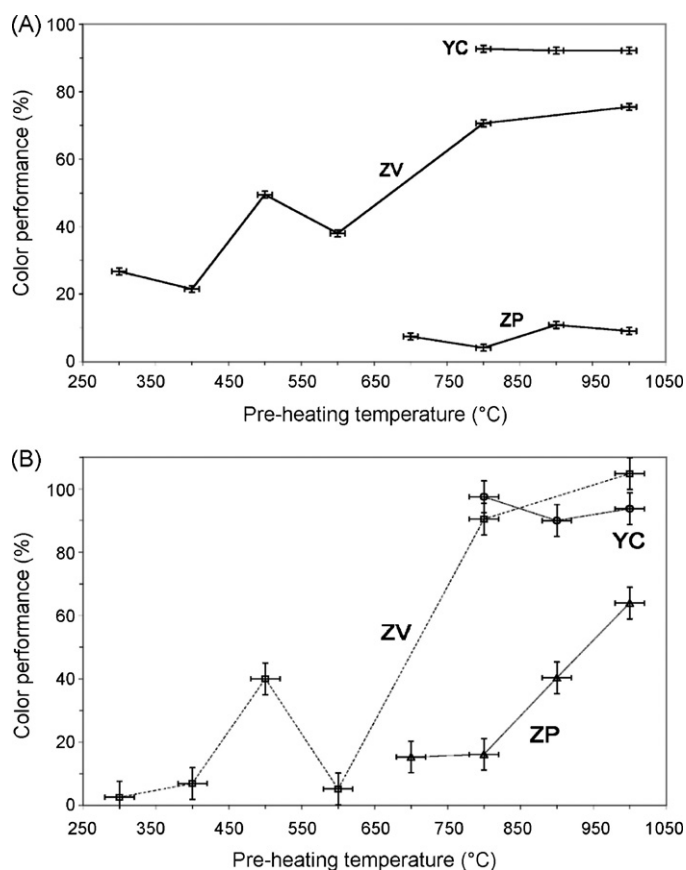 (A)
100
80
60
40
20
0
Color performance (%)
YC
ZV
ZP
250 350 450 550 650 750 850 950 1050
Pre-heating temperature (°C)
(B)
100
80
60
40
20
0
Color performance (%)
YC
ZV
ZP
250 350 450 550 650 750 850 950 1050
Pre-heating temperature (°C)